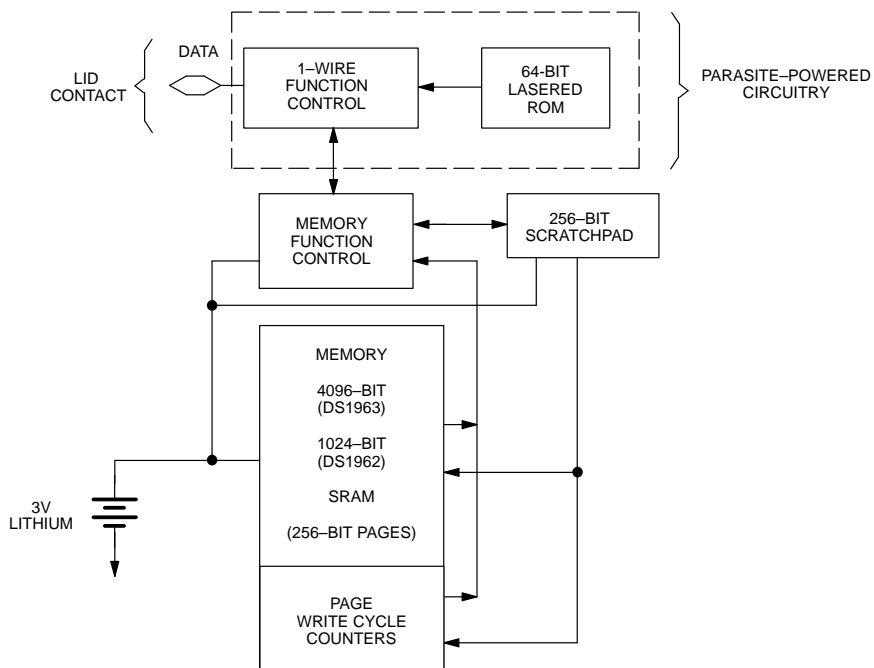 DATA
LID
CONTACT
1–WIRE
FUNCTION
CONTROL
64-BIT
LASERED
ROM
PARASITE–POWERED
CIRCUITRY
MEMORY
FUNCTION
CONTROL
256–BIT
SCRATCHPAD
MEMORY
4096–BIT
(DS1963)
1024–BIT
(DS1962)
SRAM
(256–BIT PAGES)
3V
LITHIUM
PAGE
WRITE CYCLE
COUNTERS